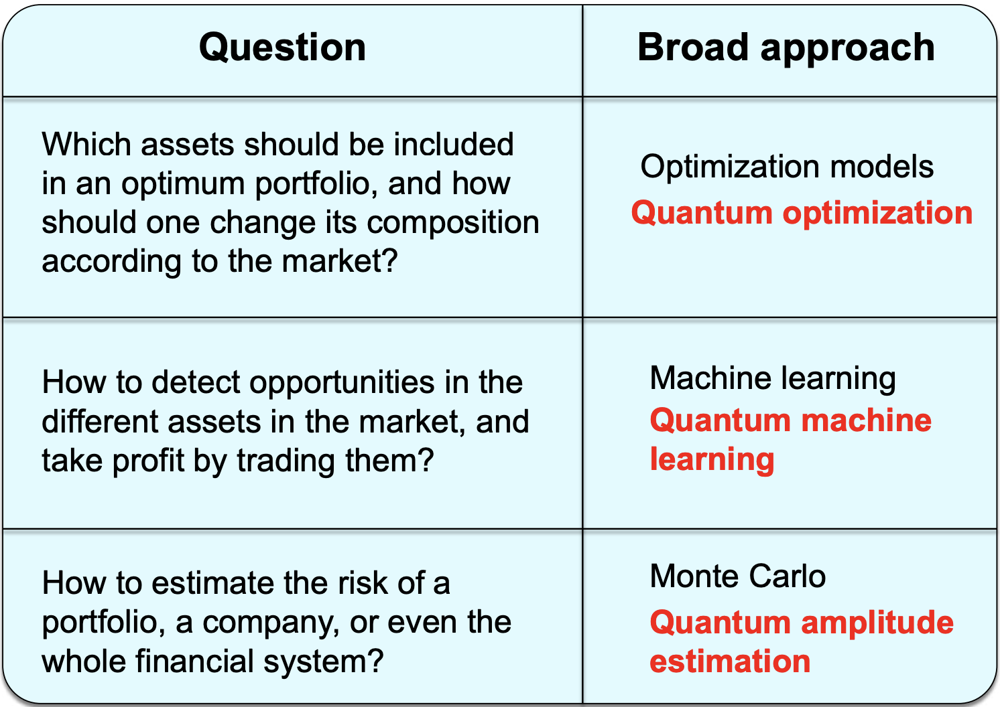 Question
Broad approach
Which assets should be included
in an optimum portfolio, and how
should one change its composition
according to the market?
Optimization models
Quantum optimization
How to detect opportunities in the
different assets in the market, and
take profit by trading them?
Machine learning
Quantum machine
learning
How to estimate the risk of a
portfolio, a company, or even the
whole financial system?
Monte Carlo
Quantum amplitude
estimation